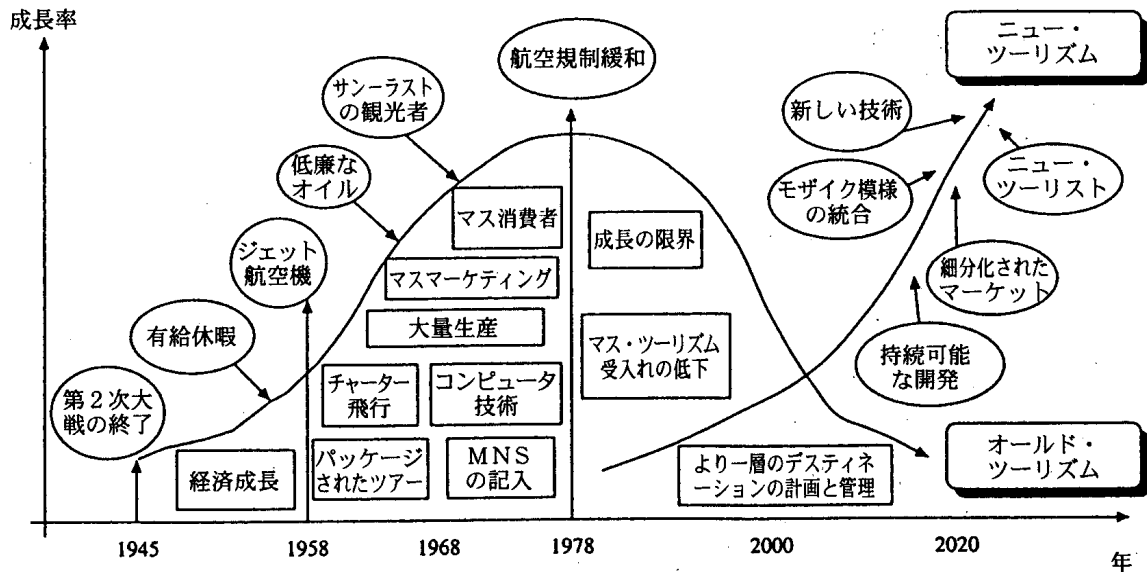 成長率
ニュー・
ツーリズム
航空規制緩和
サンーラスト
の観光者
新しい技術
低廉な
オイル
ニュー・
ツーリスト
モザイク模様
の統合
マス消費者
成長の限界
ジェット
航空機
マスマーケティング
細分化された
マーケット
有給休暇
大量生産
マス・ツーリズム
受入れの低下
持続可能
な開発
チャーター
飛行
コンピュータ
技術
第2次大
戦の終了
経済成長
パッケージ
されたツアー
MNS
の記入
より一層のデスティネ
ーションの計画と管理
オールド・
ツーリズム
1945
1958
1968
1978
2000
2020
年